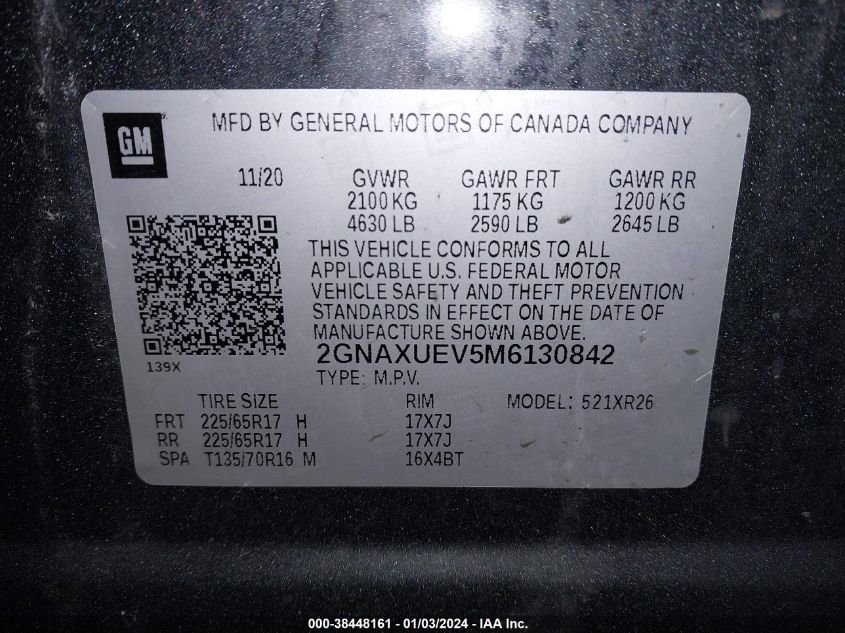 GM
MFD BY GENERAL MOTORS OF CANADA COMPANY
11/20 GVWR GAWR FRT GAWR RR
2100 KG 1175 KG 1200 KG
4630 LB 2590 LB 2645 LB
THIS VEHICLE CONFORMS TO ALL
APPLICABLE U.S. FEDERAL MOTOR
VEHICLE SAFETY AND THEFT PREVENTION
STANDARDS IN EFFECT ON THE DATE OF
MANUFACTURE SHOWN ABOVE.
2GNAXUEV5M6130842
139X
TYPE: M.P.V.
TIRE SIZE RIM MODEL: 521XR26
FRT 225/65R17 H 17X7J
RR 225/65R17 H 17X7J
SPA T135/70R16 M 16X4BT
000-38448161 - 01/03/2024 - IAA Inc.